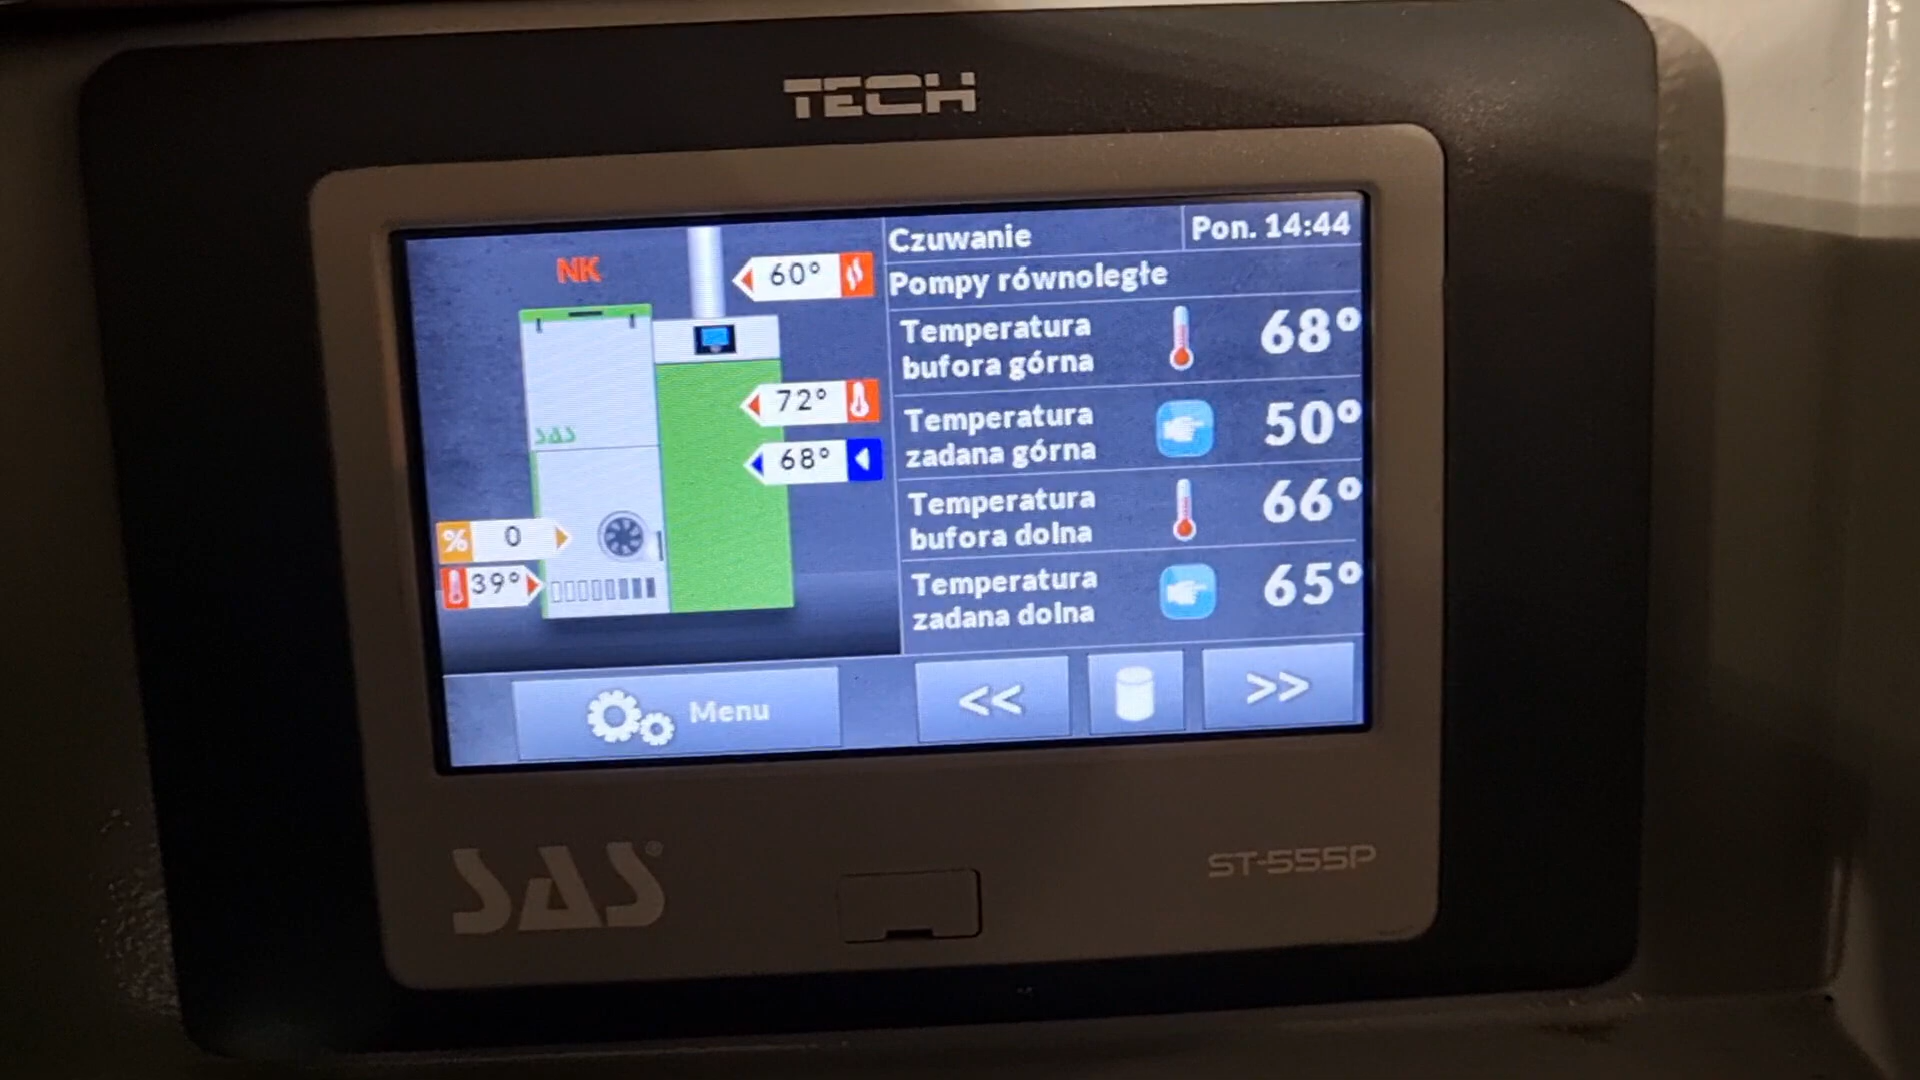 TECH
NK
60°
72°
68°
SAS
% 0
39°
Czuwanie
Pon. 14:44
Pompy równoległe
Temperatura
bufora górna
68°
Temperatura
zadana górna
50°
Temperatura
bufora dolna
66°
Temperatura
zadana dolna
65°
Menu
<<
>>
SAS®
ST-555P